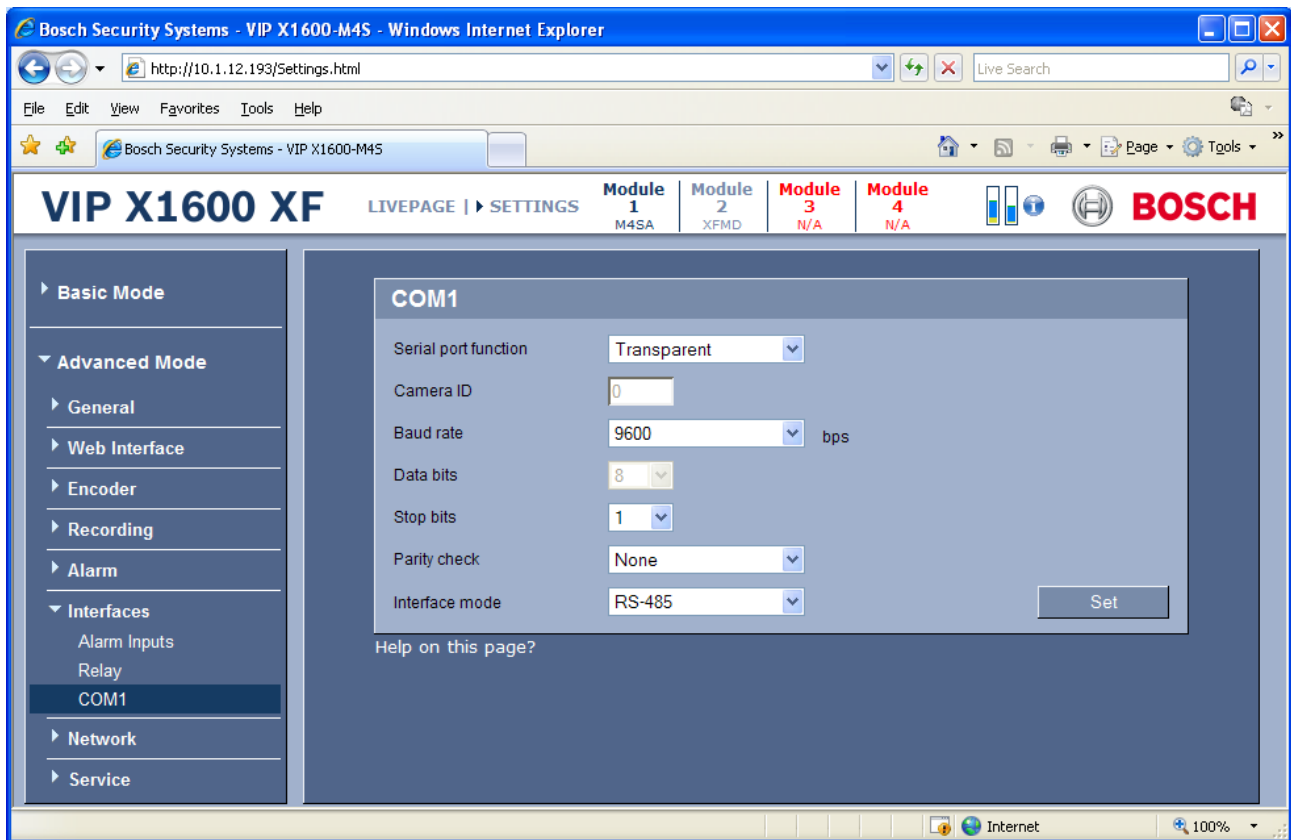 Bosch Security Systems - VIP X1600-M4S - Windows Internet Explorer
http://10.1.12.193/Settings.html
Live Search
File Edit View Favorites Tools Help
Bosch Security Systems - VIP X1600-M4S
Page Tools
VIP X1600 XF
LIVEPAGE | SETTINGS
Module 1 M4SA
Module 2 XFMD
Module 3 N/A
Module 4 N/A
BOSCH
Basic Mode
Advanced Mode
General
Web Interface
Encoder
Recording
Alarm
Interfaces
Alarm Inputs
Relay
COM1
Network
Service
COM1
Serial port function Transparent
Camera ID 0
Baud rate 9600 bps
Data bits 8
Stop bits 1
Parity check None
Interface mode RS-485
Set
Help on this page?
Internet 100%